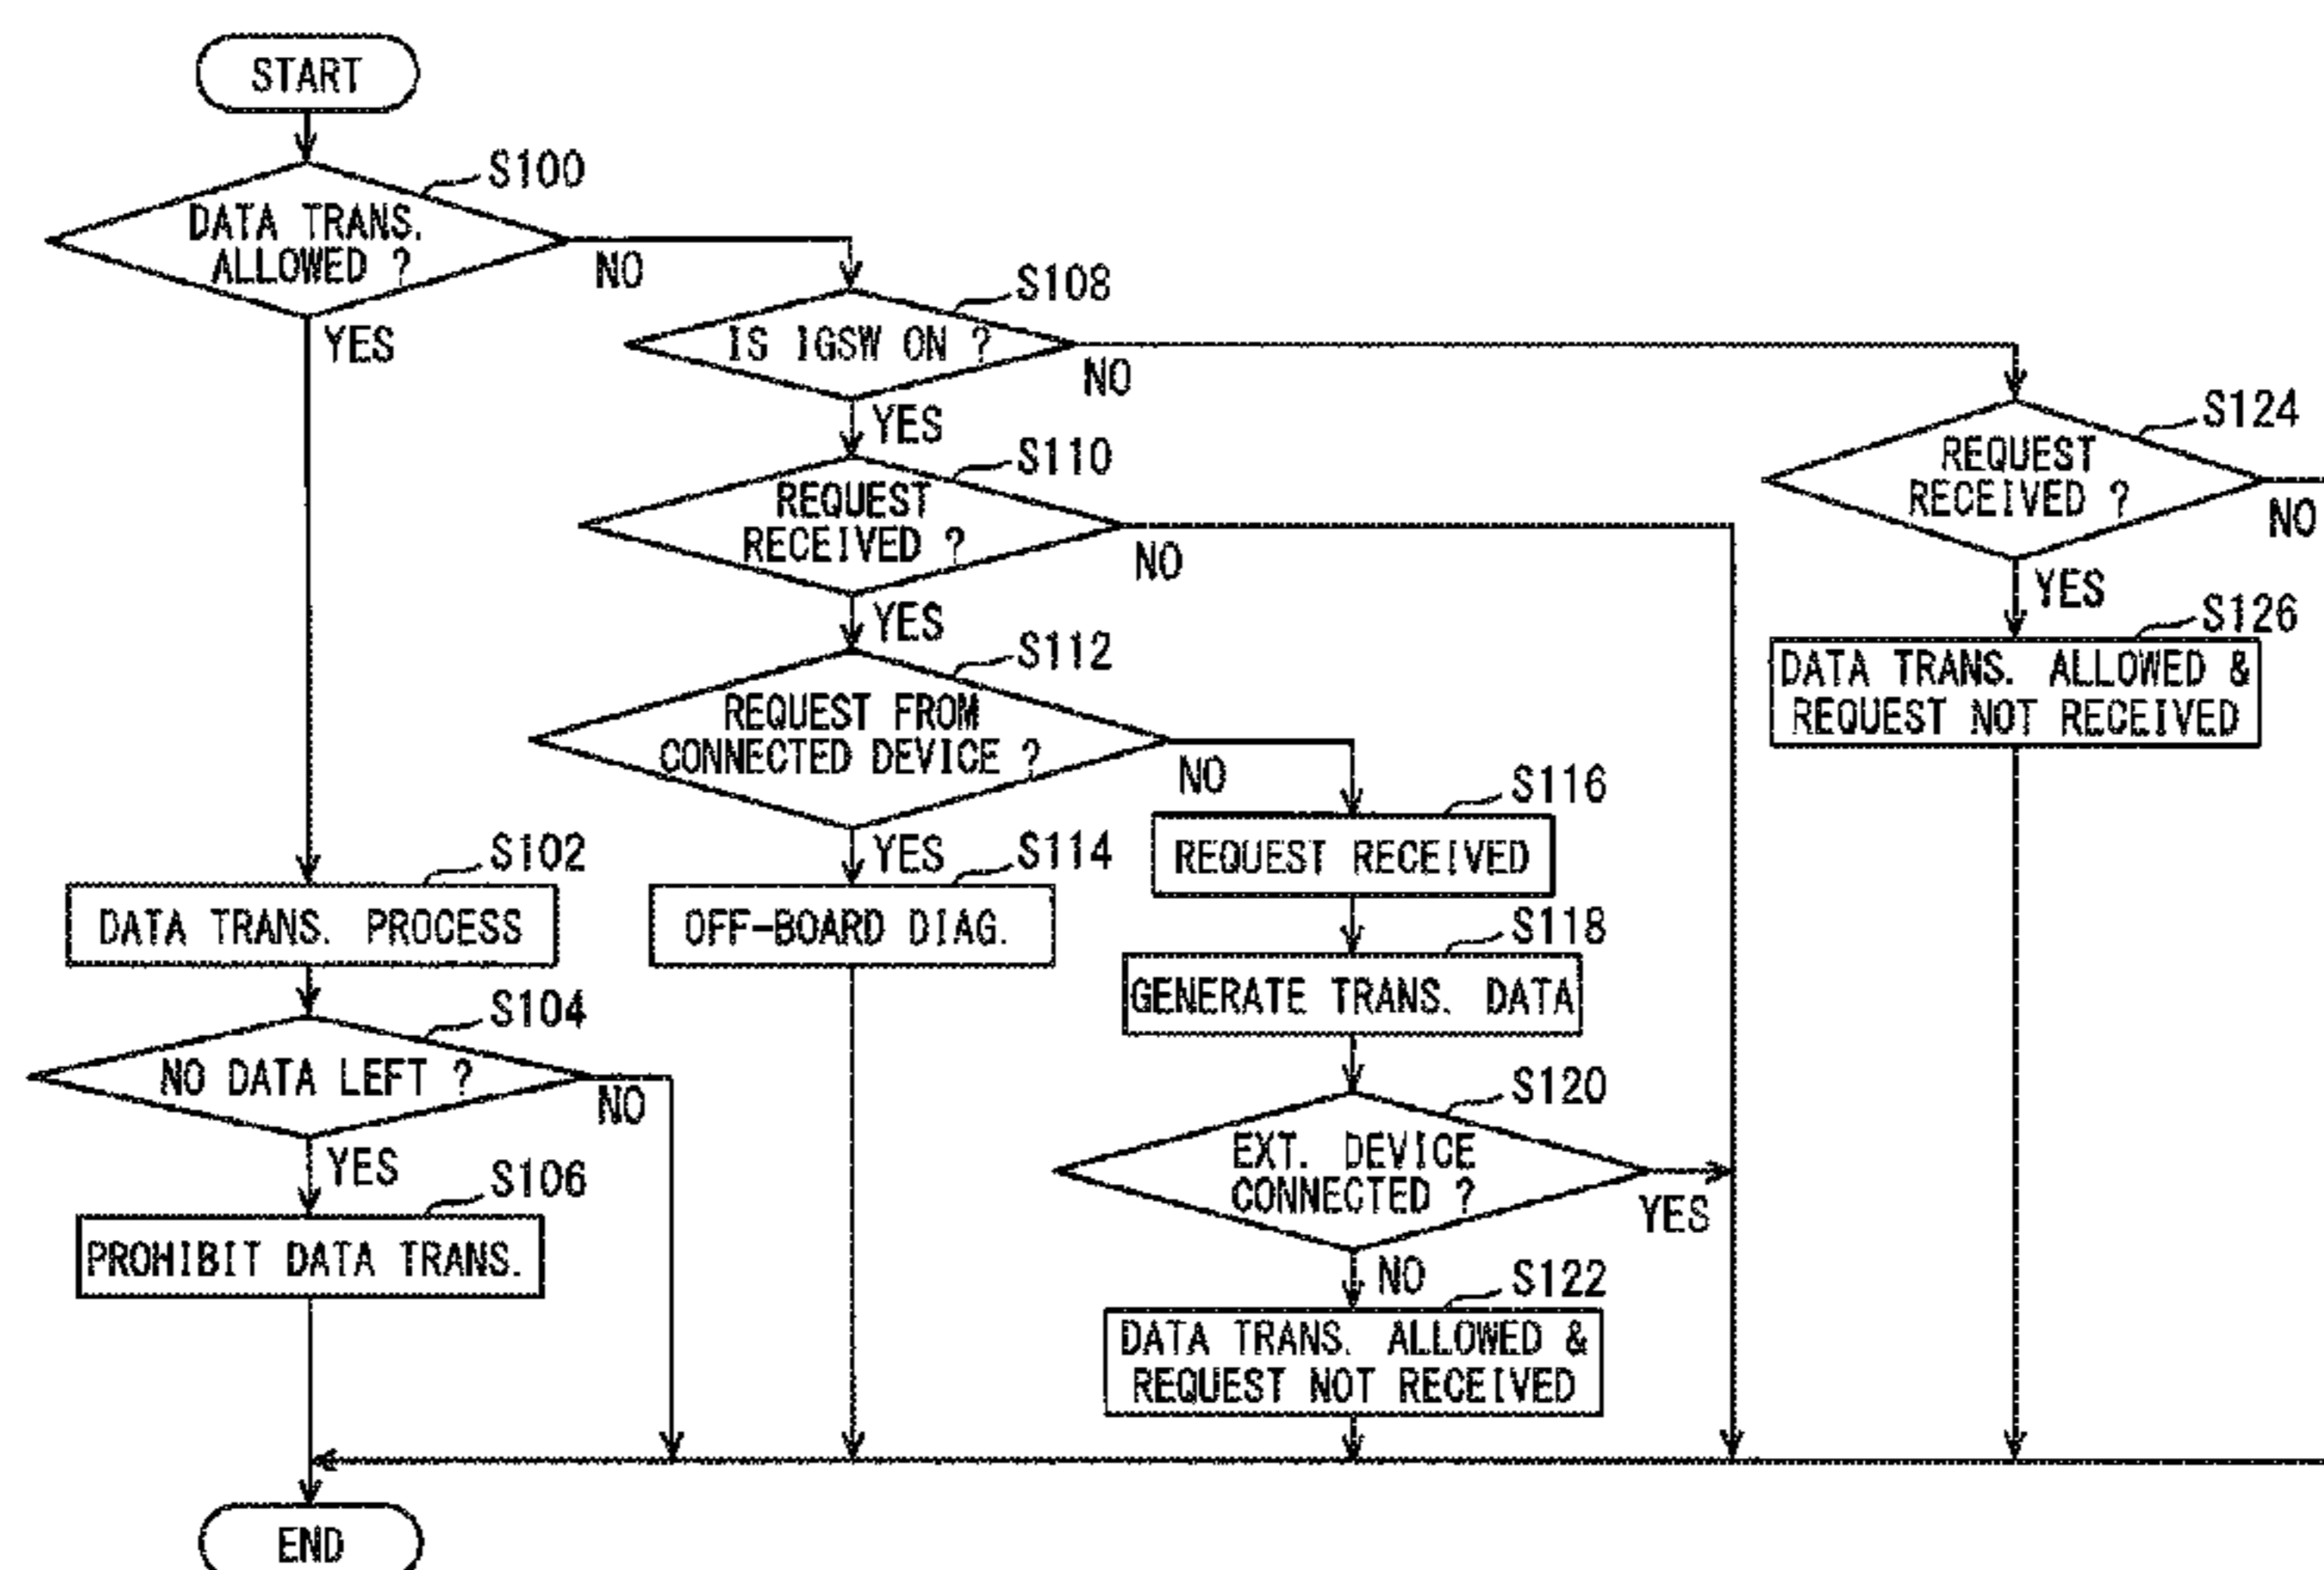 START
S100
DATA TRANS.
ALLOWED ?
NO
YES
S108
IS IGSW ON ?
NO
YES
S110
REQUEST
RECEIVED ?
NO
YES
S112
REQUEST FROM
CONNECTED DEVICE ?
NO
YES
S114
OFF-BOARD DIAG.
S116
REQUEST RECEIVED
S118
GENERATE TRANS. DATA
S120
EXT. DEVICE
CONNECTED ?
YES
NO
S122
DATA TRANS. ALLOWED &
REQUEST NOT RECEIVED
S124
REQUEST
RECEIVED ?
NO
YES
S126
DATA TRANS. ALLOWED &
REQUEST NOT RECEIVED
S102
DATA TRANS. PROCESS
S104
NO DATA LEFT ?
NO
YES
S106
PROHIBIT DATA TRANS.
END